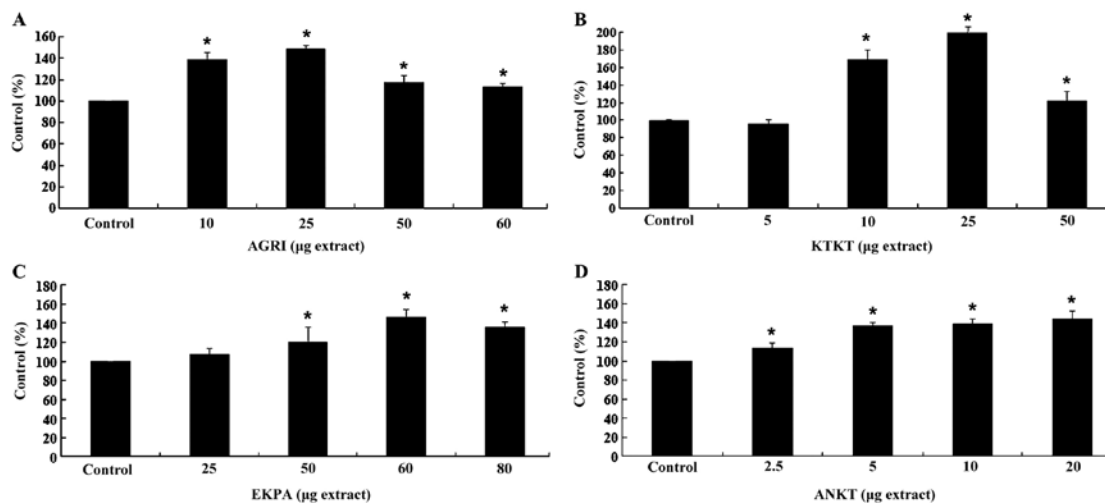 A
Control (%)
160
140
120
100
80
60
40
20
0
* * * *
Control 10 25 50 60
AGRI (µg extract)
B
Control (%)
200
180
160
140
120
100
80
60
40
20
0
* * *
Control 5 10 25 50
KTKT (µg extract)
C
Control (%)
180
160
140
120
100
80
60
40
20
0
* * *
Control 25 50 60 80
EKPA (µg extract)
D
Control (%)
180
160
140
120
100
80
60
40
20
0
* * * *
Control 2.5 5 10 20
ANKT (µg extract)